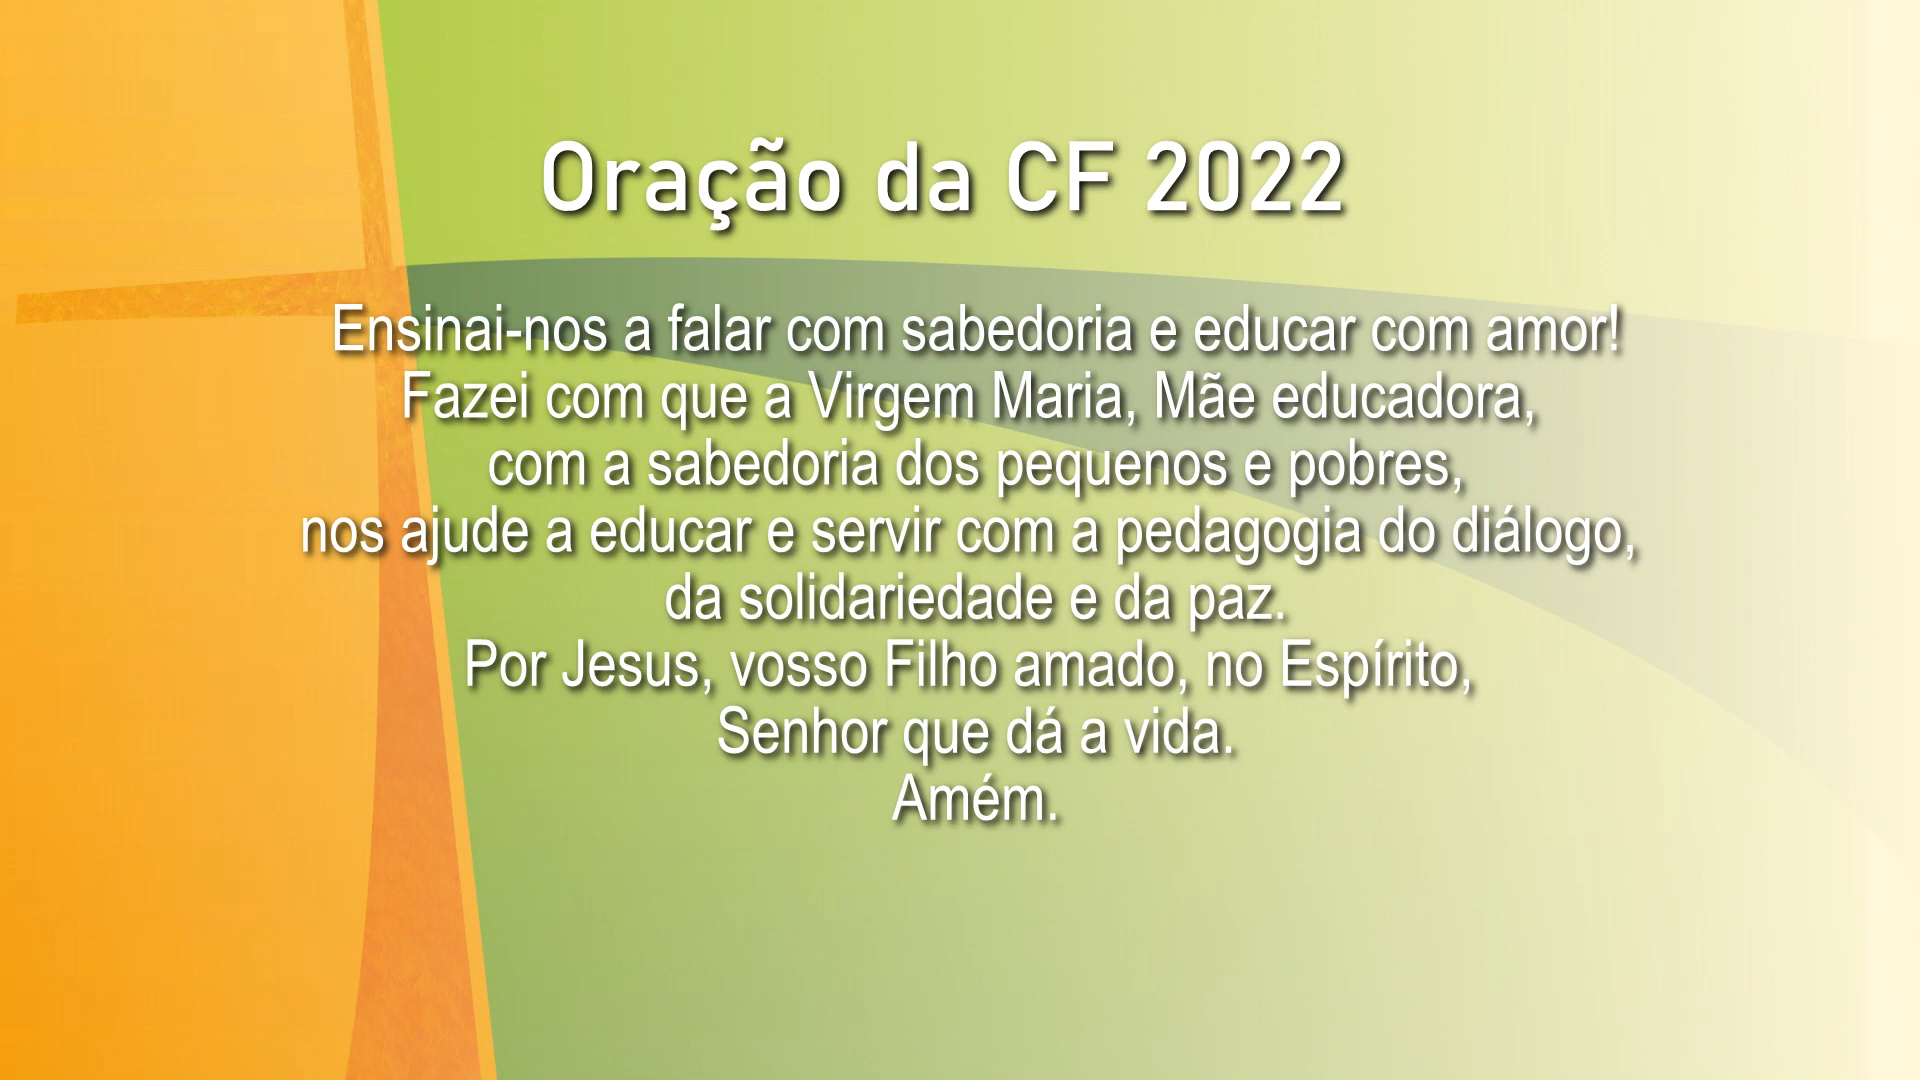 Oração da CF 2022
Ensinai-nos a falar com sabedoria e educar com amor!
Fazei com que a Virgem Maria, Mãe educadora,
com a sabedoria dos pequenos e pobres,
nos ajude a educar e servir com a pedagogia do diálogo,
da solidariedade e da paz.
Por Jesus, vosso Filho amado, no Espírito,
Senhor que dá a vida.
Amém.